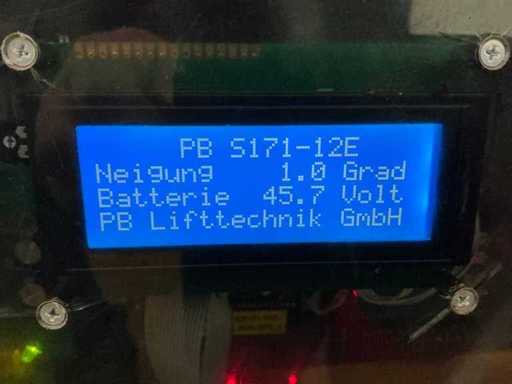 PB S171-12E
Neigung 1.0 Grad
Batterie 45.7 Volt
PB Lifttechnik GmbH